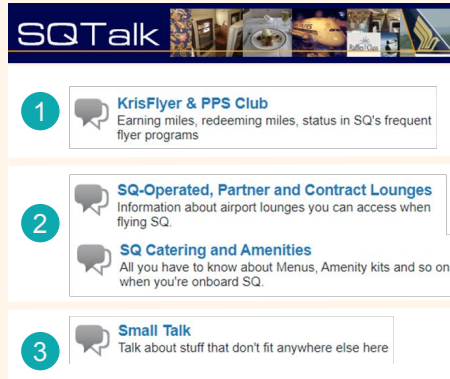 SQTalk
Raffles Class
1
KrisFlyer & PPS Club
Earning miles, redeeming miles, status in SQ's frequent
flyer programs
2
SQ-Operated, Partner and Contract Lounges
Information about airport lounges you can access when
flying SQ.
SQ Catering and Amenities
All you have to know about Menus, Amenity kits and so on
when you're onboard SQ.
3
Small Talk
Talk about stuff that don't fit anywhere else here